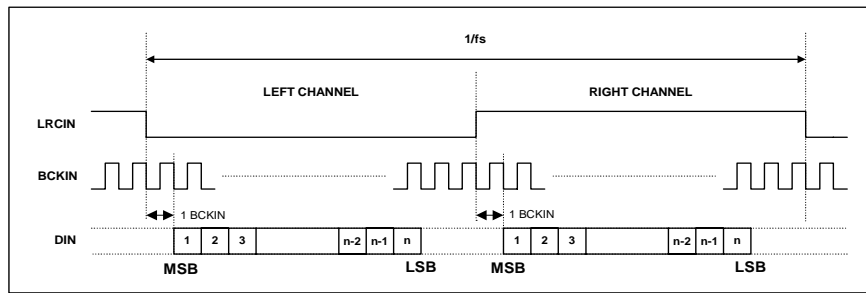 1/fs
LEFT CHANNEL RIGHT CHANNEL
LRCIN
BCKIN
1 BCKIN 1 BCKIN
DIN 1 2 3 n-2 n-1 n 1 2 3 n-2 n-1 n
MSB LSB MSB LSB